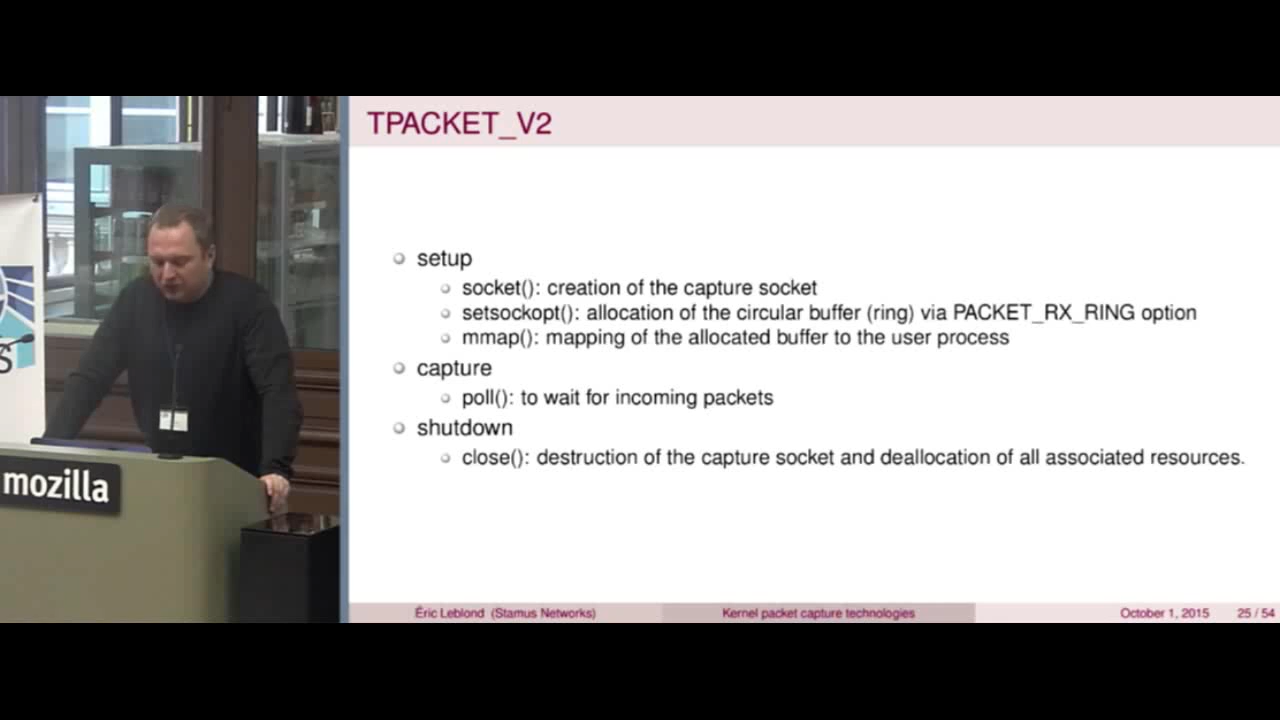 TPACKET_V2
setup
socket(): creation of the capture socket
setsockopt(): allocation of the circular buffer (ring) via PACKET_RX_RING option
mmap(): mapping of the allocated buffer to the user process
capture
poll(): to wait for incoming packets
shutdown
close(): destruction of the capture socket and deallocation of all associated resources.
mozilla
Éric Leblond (Stamus Networks)
Kernel packet capture technologies
October 1, 2015
25 / 54